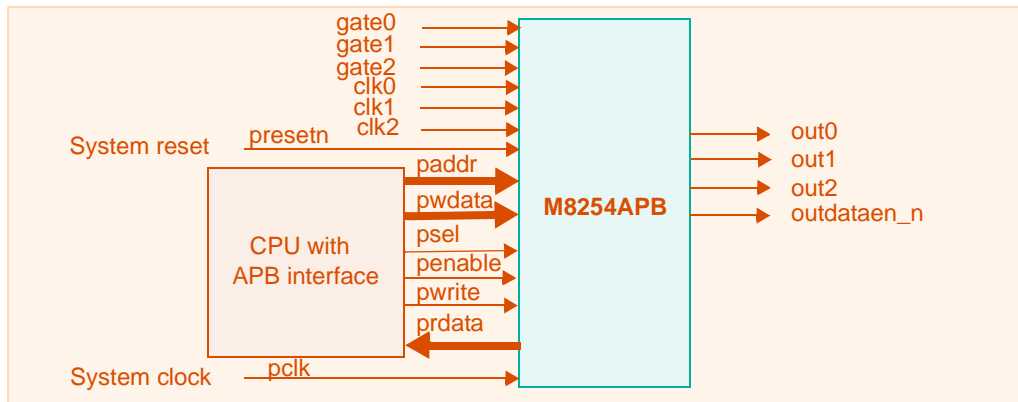 gate0
gate1
gate2
clk0
clk1
clk2
System reset
presetn
paddr
pwdata
psel
penable
pwrite
prdata
CPU with
APB interface
System clock
pclk
M8254APB
out0
out1
out2
outdataen_n